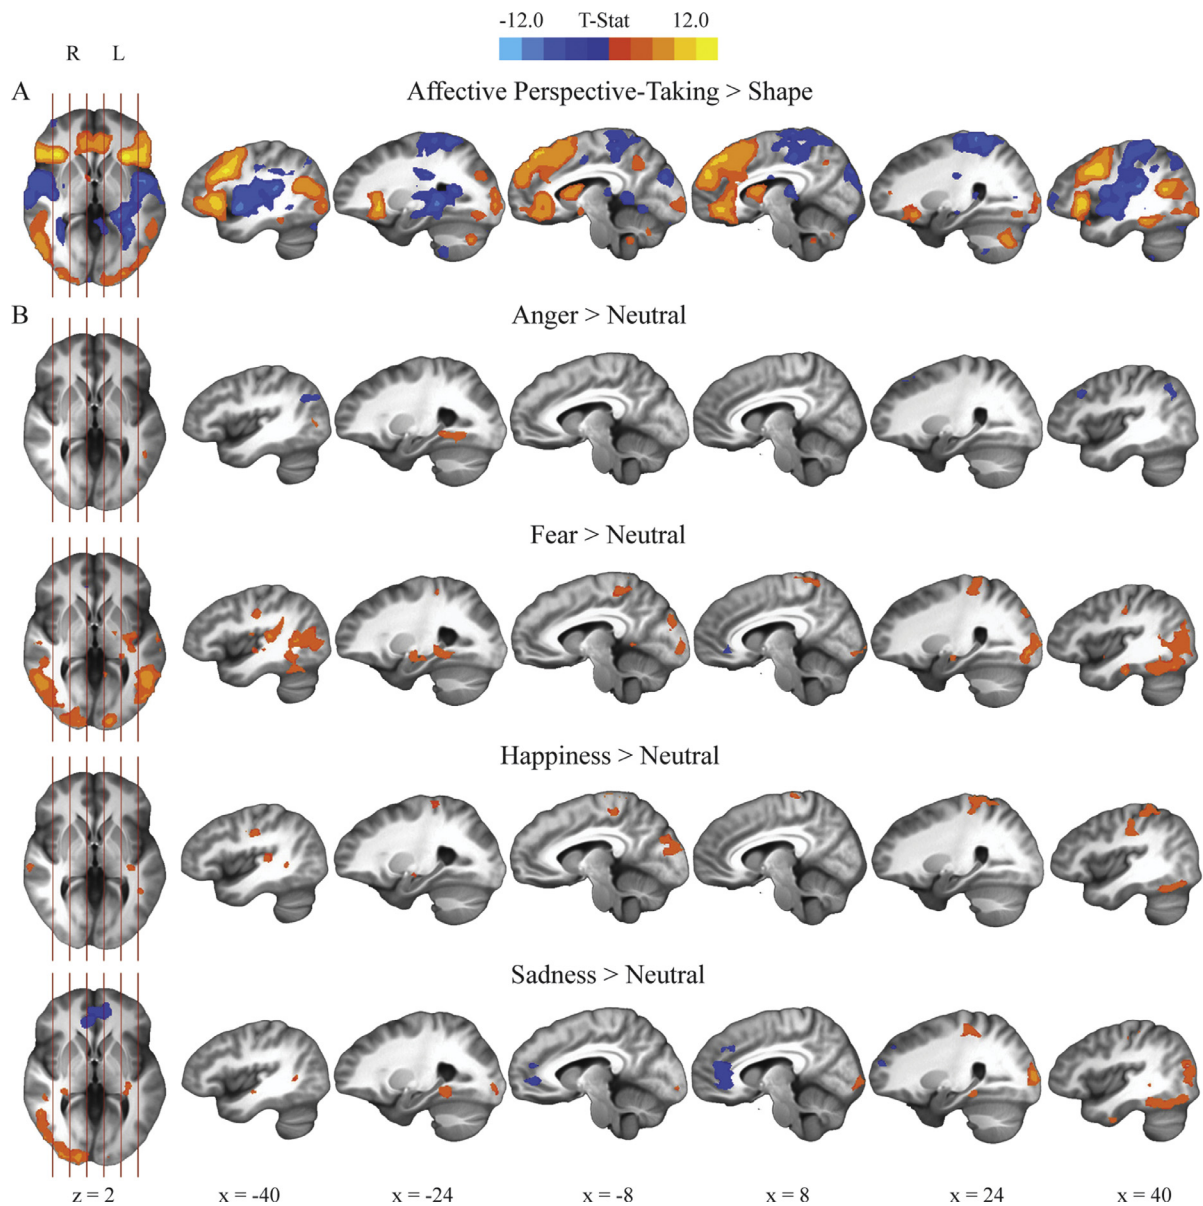 -12.0 T-Stat 12.0
R L
A Affective Perspective-Taking > Shape
B Anger > Neutral
Fear > Neutral
Happiness > Neutral
Sadness > Neutral
z = 2 x = -40 x = -24 x = -8 x = 8 x = 24 x = 40